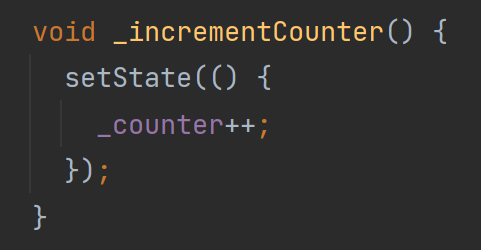 void _incrementCounter() {
  setState(() {
    _counter++;
  });
}